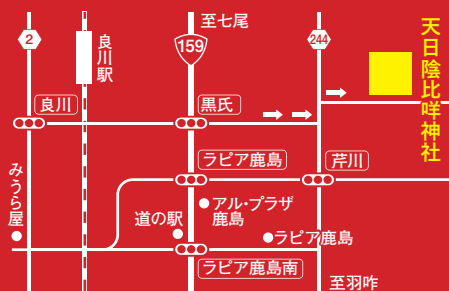 至七尾
2
159
244
良川駅
天日陰比咩神社
良川
黒氏
ラピア鹿島
芹川
みうら屋
アル・プラザ
鹿島
道の駅
ラピア鹿島
ラピア鹿島南
至羽咋